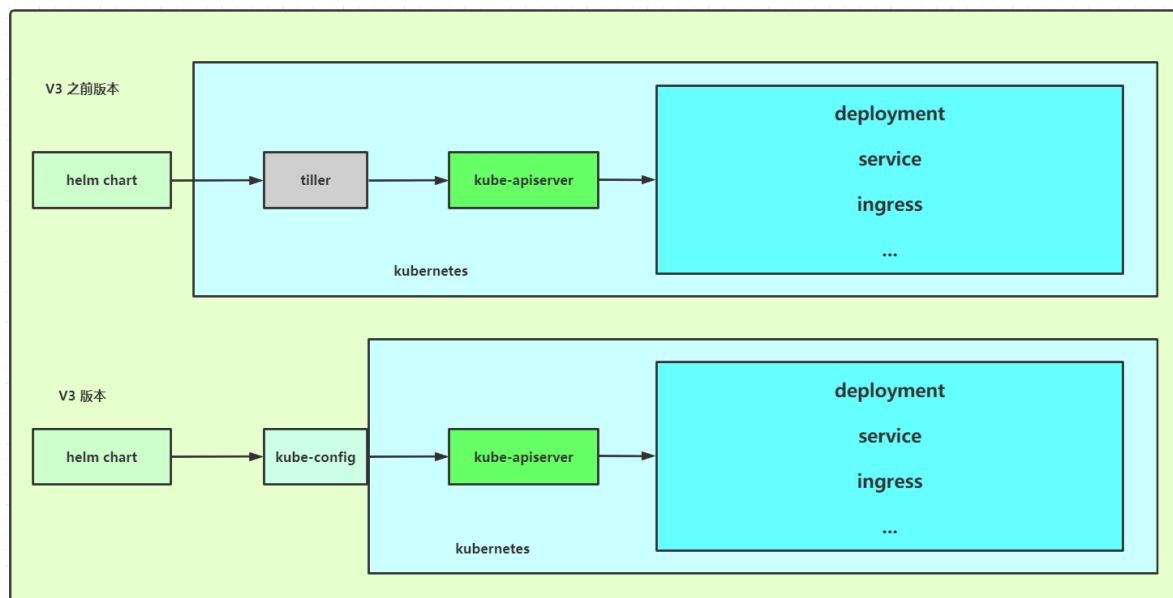 V3 之前版本
helm chart
tiller
kube-apiserver
deployment
service
ingress
...
kubernetes
V3 版本
helm chart
kube-config
kube-apiserver
deployment
service
ingress
...
kubernetes